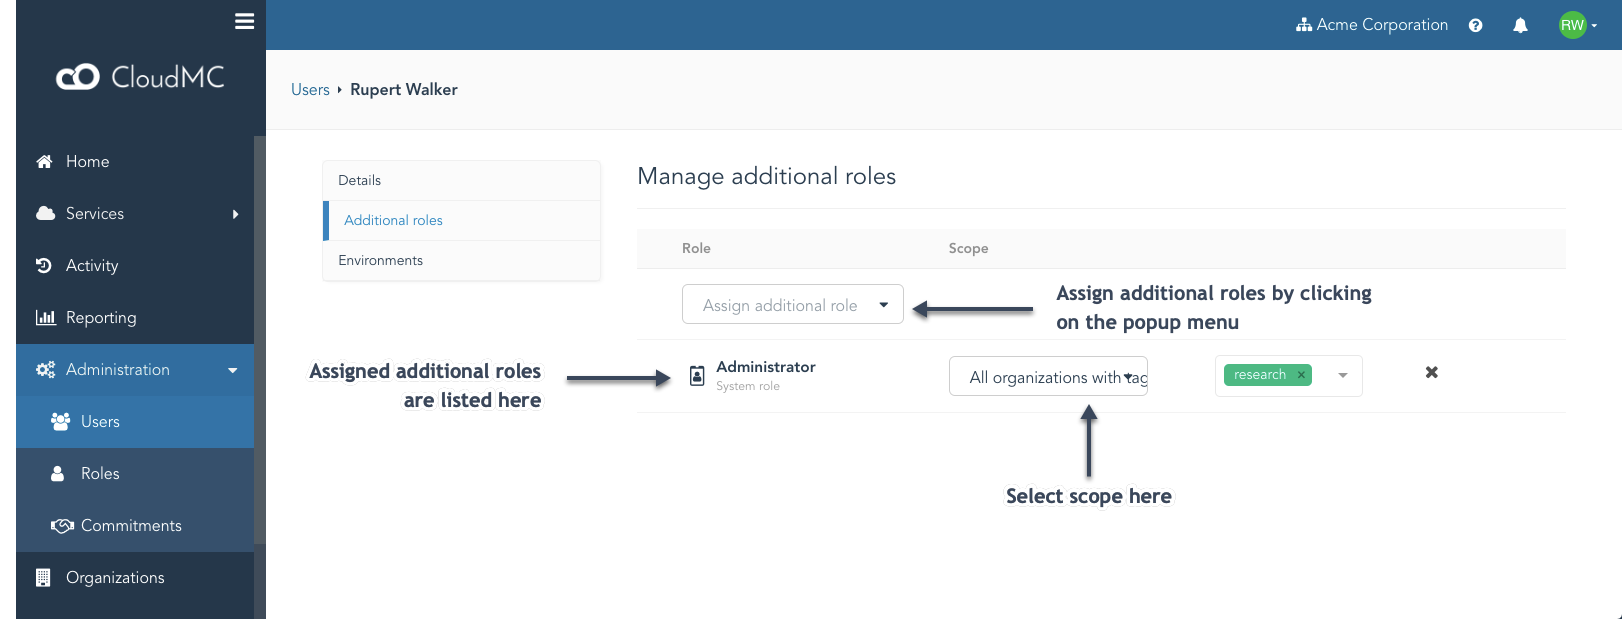 Acme Corporation
RW
CloudMC
Users
Rupert Walker
Home
Services
Activity
Reporting
Administration
Users
Roles
Commitments
Organizations
Details
Additional roles
Environments
Manage additional roles
Role Scope
Assign additional role
Assign additional roles by clicking
on the popup menu
Assigned additional roles
are listed here
Administrator
System role
All organizations with tag
research ×
Select scope here